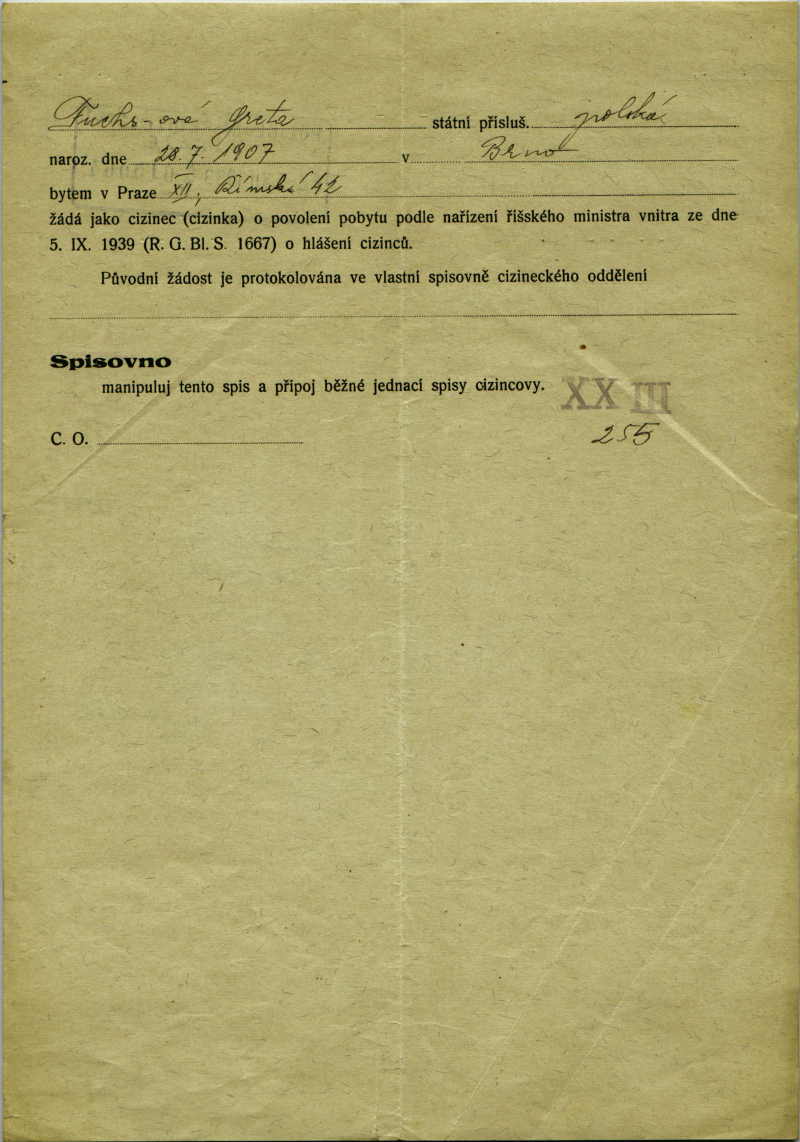 Fuchs-ová Greta státní přísluš. polská
naroz. dne 28. 7. 1907 v Brno
bytem v Praze XII, Římská 42
žádá jako cizinec (cizinka) o povolení pobytu podle nařízení říšského ministra vnitra ze dne
5. IX. 1939 (R. G. Bl. S. 1667) o hlášení cizinců.
Původní žádost je protokolována ve vlastní spisovně cizineckého oddělení
Spisovno
manipuluj tento spis a připoj běžné jednací spisy cizincovy.
XX III
C. O. 255